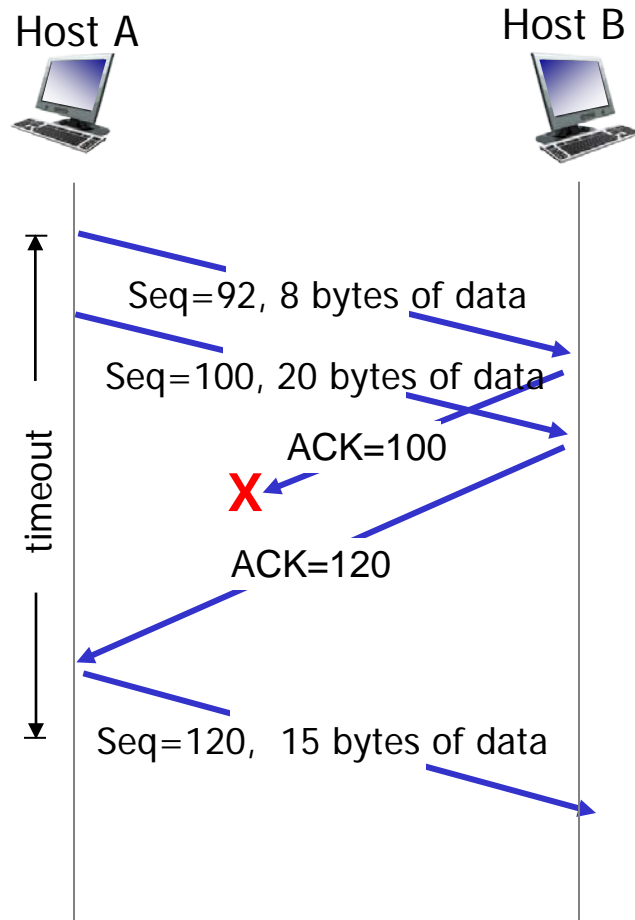 Host A
Host B
Seq=92, 8 bytes of data
Seq=100, 20 bytes of data
ACK=100
X
timeout
ACK=120
Seq=120, 15 bytes of data